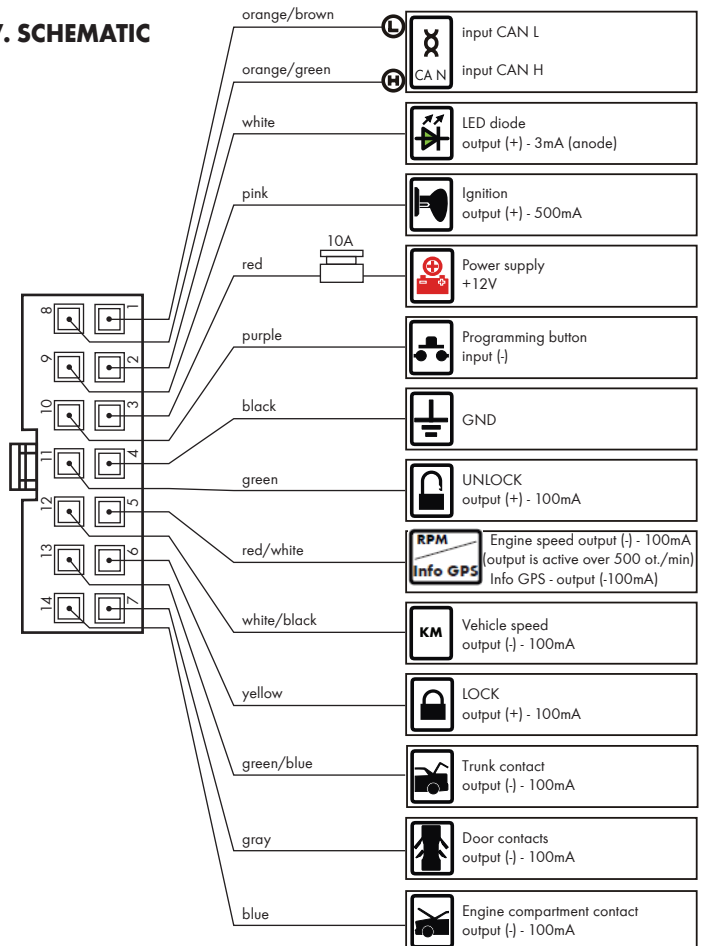 V. SCHEMATIC
orange/brown
L
input CAN L
CAN
orange/green
H
input CAN H
white
LED diode
output (+) - 3mA (anode)
pink
Ignition
output (+) - 500mA
10A
red
Power supply
+12V
purple
Programming button
input (-)
black
GND
green
UNLOCK
output (+) - 100mA
red/white
RPM
Info GPS
Engine speed output (-) - 100mA
(output is active over 500 ot./min)
Info GPS - output (-100mA)
white/black
KM
Vehicle speed
output (-) - 100mA
yellow
LOCK
output (+) - 100mA
green/blue
Trunk contact
output (-) - 100mA
gray
Door contacts
output (-) - 100mA
blue
Engine compartment contact
output (-) - 100mA
8 1
9 2
10 3
11 4
12 5
13 6
14 7